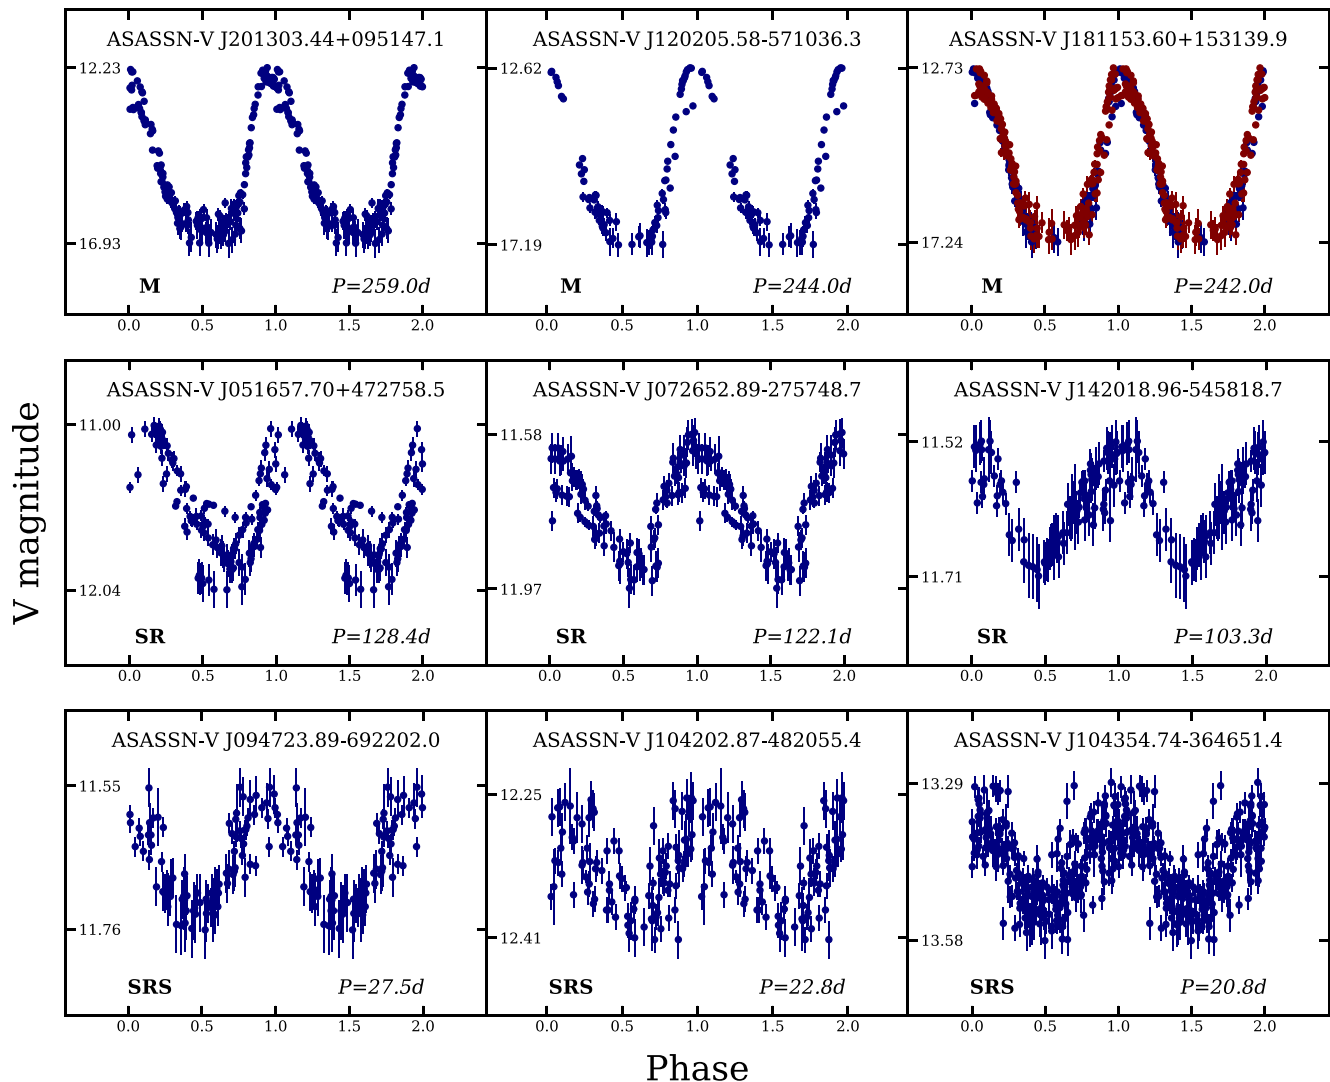 ASASSN-V J201303.44+095147.1
12.23
16.93
M P=259.0d
0.0 0.5 1.0 1.5 2.0
ASASSN-V J120205.58-571036.3
12.62
17.19
M P=244.0d
0.0 0.5 1.0 1.5 2.0
ASASSN-V J181153.60+153139.9
12.73
17.24
M P=242.0d
0.0 0.5 1.0 1.5 2.0
V magnitude
ASASSN-V J051657.70+472758.5
11.00
12.04
SR P=128.4d
0.0 0.5 1.0 1.5 2.0
ASASSN-V J072652.89-275748.7
11.58
11.97
SR P=122.1d
0.0 0.5 1.0 1.5 2.0
ASASSN-V J142018.96-545818.7
11.52
11.71
SR P=103.3d
0.0 0.5 1.0 1.5 2.0
ASASSN-V J094723.89-692202.0
11.55
11.76
SRS P=27.5d
0.0 0.5 1.0 1.5 2.0
ASASSN-V J104202.87-482055.4
12.25
12.41
SRS P=22.8d
0.0 0.5 1.0 1.5 2.0
ASASSN-V J104354.74-364651.4
13.29
13.58
SRS P=20.8d
0.0 0.5 1.0 1.5 2.0
Phase